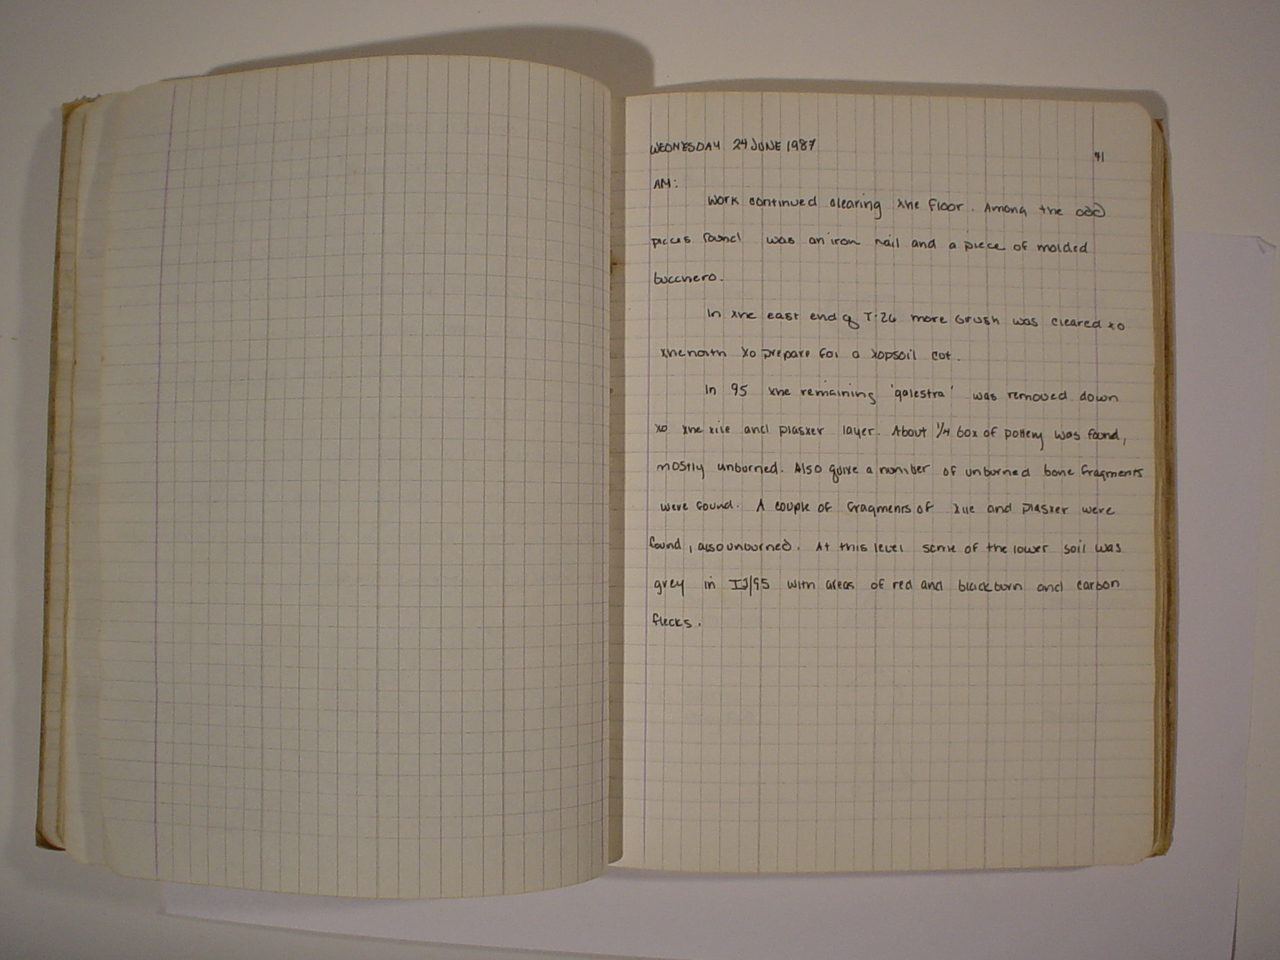 WEDNESDAY 24 JUNE 1987
41
AM:
Work continued clearing the floor. Among the odd
pieces found was an iron nail and a piece of molded
bucchero.
In the east end of T:26 more brush was cleared to
the north to prepare for a topsoil cut.
In 95 the remaining 'galestra' was removed down
to the tile and plaster layer. About 1/4 box of pottery was found,
mostly unburned. Also quite a number of unburned bone fragments
were found. A couple of fragments of tile and plaster were
found, also unburned. At this level some of the lower soil was
grey in IJ/95 with areas of red and black burn and carbon
flecks.